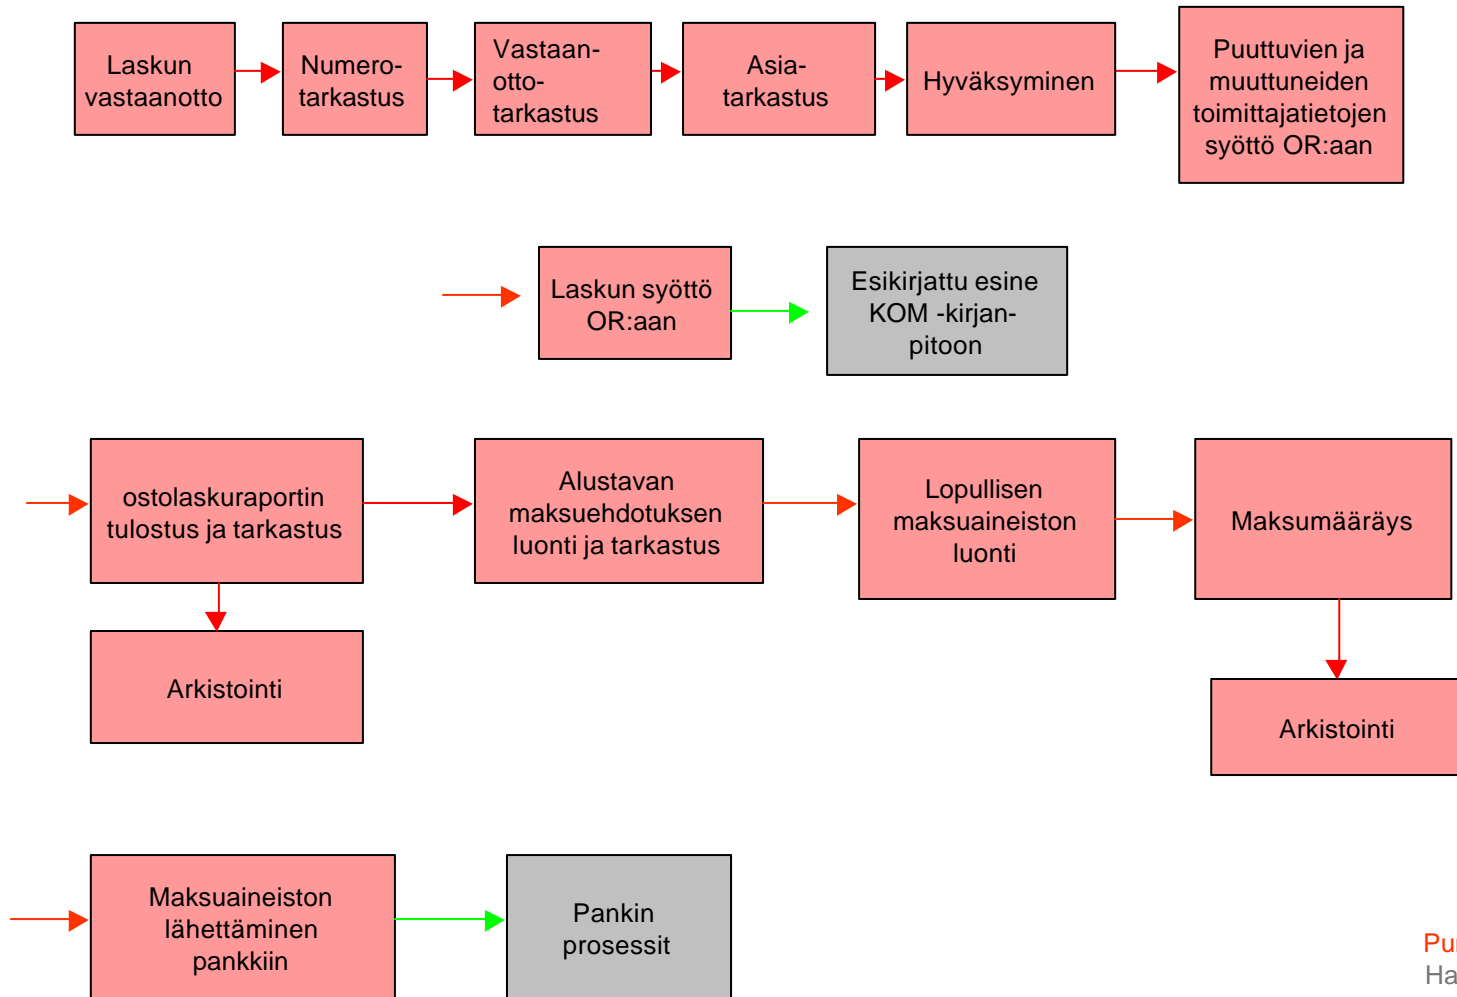 Laskun
vastaanotto
Numero-
tarkastus
Vastaan-
otto-
tarkastus
Asia-
tarkastus
Hyväksyminen
Puuttuvien ja
muuttuneiden
toimittajatietojen
syöttö OR:aan
Laskun syöttö
OR:aan
Esikirjattu esine
KOM -kirjan-
pitoon
ostolaskuraportin
tulostus ja tarkastus
Alustavan
maksuehdotuksen
luonti ja tarkastus
Lopullisen
maksuaineiston
luonti
Maksumääräys
Arkistointi
Arkistointi
Maksuaineiston
lähettäminen
pankkiin
Pankin
prosessit